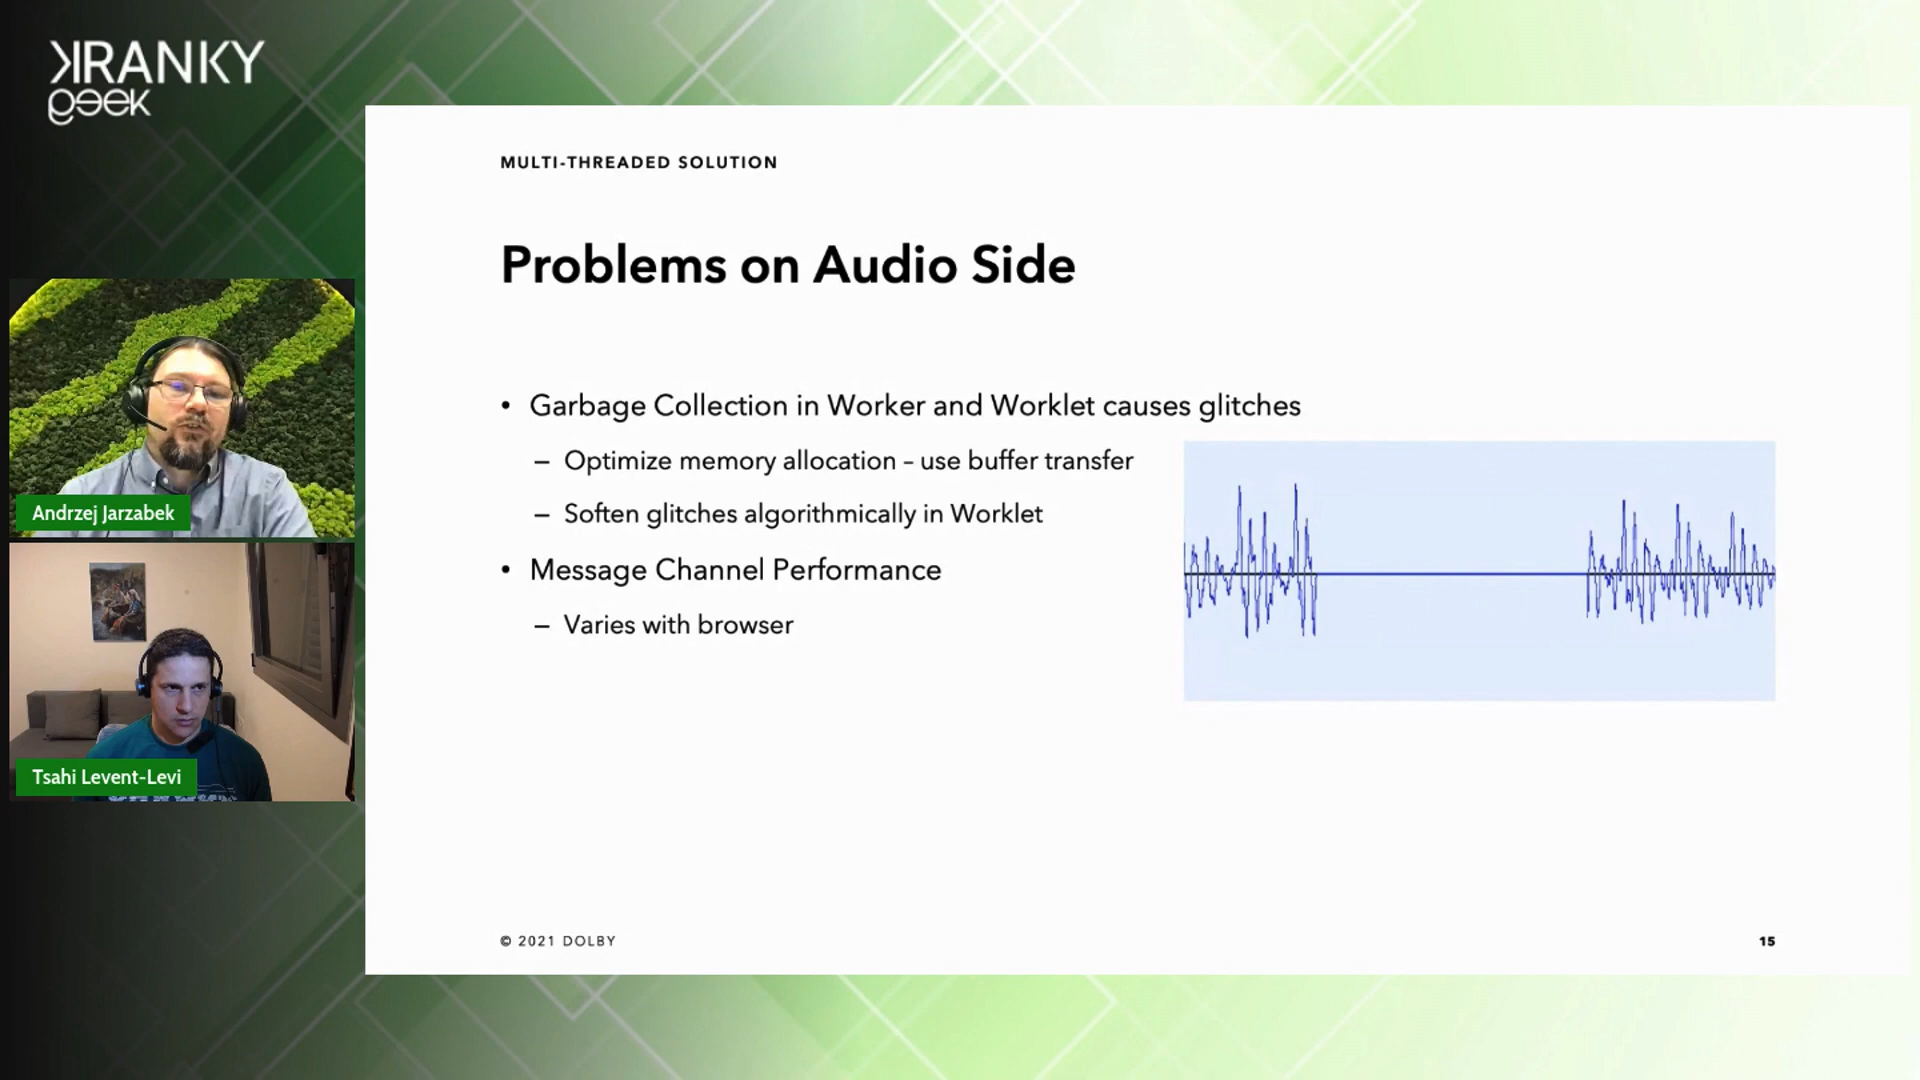 KRANKY
geek
MULTI-THREADED SOLUTION
Problems on Audio Side
• Garbage Collection in Worker and Worklet causes glitches
– Optimize memory allocation – use buffer transfer
– Soften glitches algorithmically in Worklet
• Message Channel Performance
– Varies with browser
Andrzej Jarzabek
Tsahi Levent-Levi
© 2021 DOLBY
15